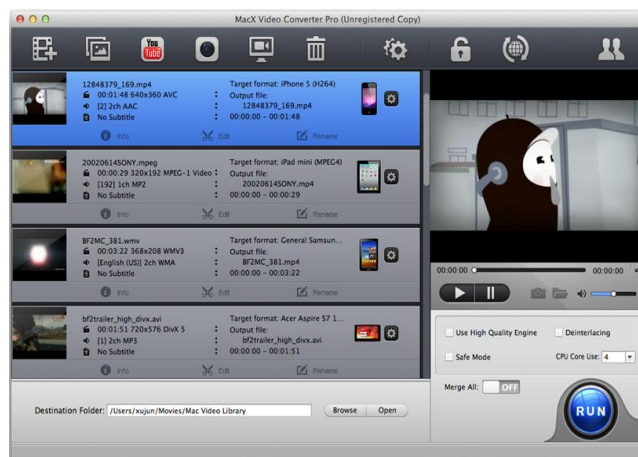 MacX Video Converter Pro (Unregistered Copy)
You Tube
12848379_169.mp4
00:01:48 640x360 AVC
[2] 2ch AAC
No Subtitle
Target format: iPhone 5 (H264)
Output file:
12848379_169.mp4
00:00:00 - 00:01:48
Info Edit Rename
20020614SONY.mpeg
00:00:29 320x192 MPEG-1 Video
[192] 1ch MP2
No Subtitle
Target format: iPad mini (MPEG4)
Output file:
20020614SONY.mp4
00:00:00 - 00:00:29
Info Edit Rename
BF2MC_381.wmv
00:03:22 368x208 WMV3
[English (US)] 2ch WMA
No Subtitle
Target format: General Samsun...
Output file:
BF2MC_381.mp4
00:00:00 - 00:03:22
Info Edit Rename
bf2trailer_high_divx.avi
00:01:51 720x576 DivX 5
[1] 2ch MP3
No Subtitle
Target format: Acer Aspire S7 1...
Output file:
bf2trailer_high_divx.avi
00:00:00 - 00:01:51
Info Edit Rename
00:00:00 00:00:00
Use High Quality Engine Deinterlacing
Safe Mode CPU Core Use: 4
Merge All: OFF
RUN
Destination Folder: /Users/xujun/Movies/Mac Video Library Browse Open